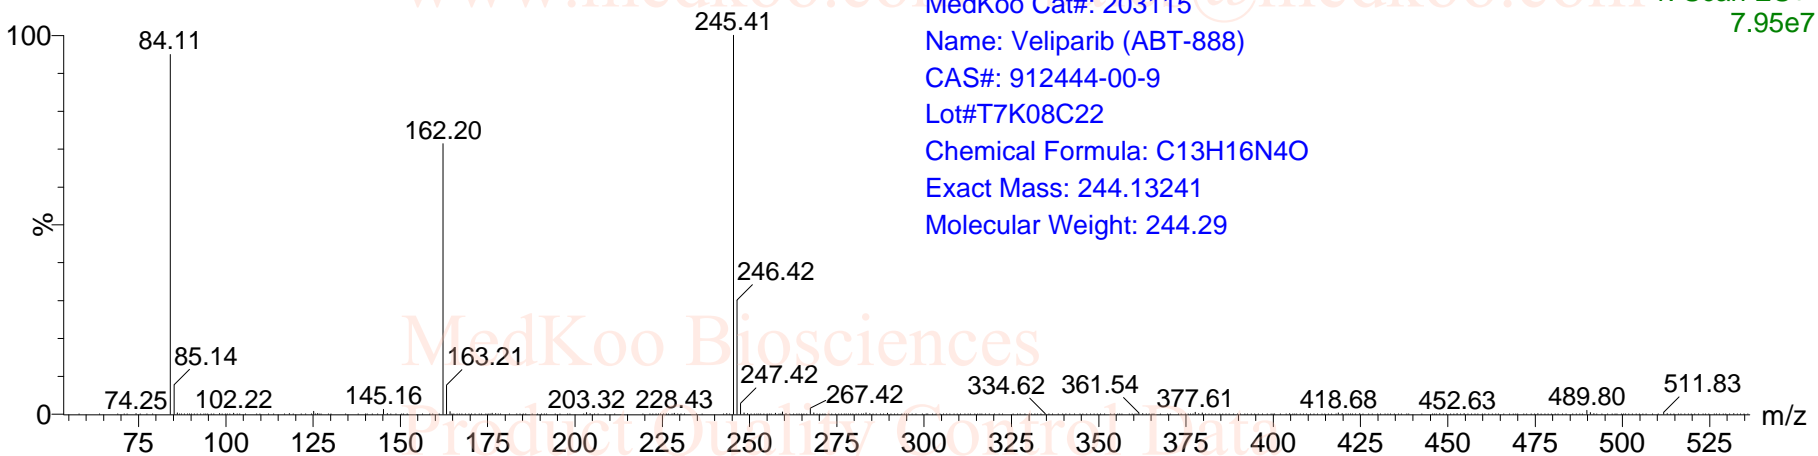 MedKoo Cat#: 203115
7.95e7
Name: Veliparib (ABT-888)
CAS#: 912444-00-9
Lot#T7K08C22
Chemical Formula: C13H16N4O
Exact Mass: 244.13241
Molecular Weight: 244.29
100
%
0
84.11
162.20
245.41
246.42
85.14
163.21
247.42
74.25
102.22
145.16
203.32
228.43
267.42
334.62
361.54
377.61
418.68
452.63
489.80
511.83
m/z
75 100 125 150 175 200 225 250 275 300 325 350 375 400 425 450 475 500 525
MedKoo Biosciences
Product Quality Control Data